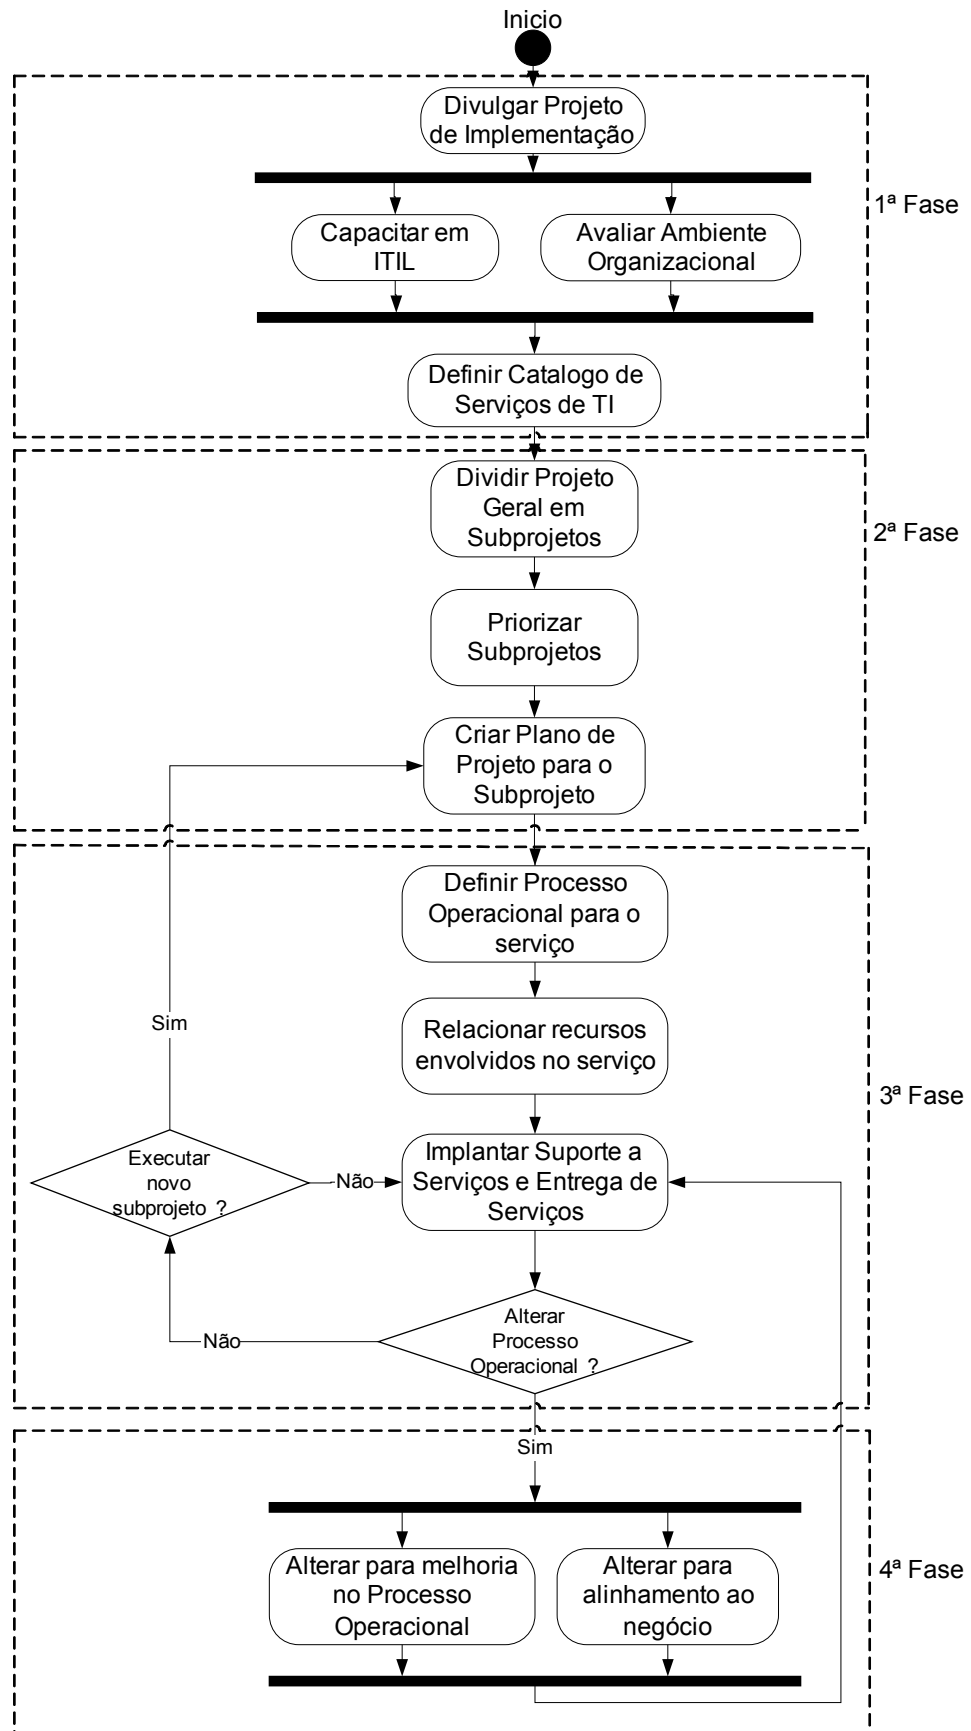 Inicio
Divulgar Projeto
de Implementação
1ª Fase
Capacitar em
ITIL
Avaliar Ambiente
Organizacional
Definir Catalogo de
Serviços de TI
Dividir Projeto
Geral em
Subprojetos
2ª Fase
Priorizar
Subprojetos
Criar Plano de
Projeto para o
Subprojeto
Definir Processo
Operacional para o
serviço
Sim
Relacionar recursos
envolvidos no serviço
3ª Fase
Executar
novo
subprojeto ?
Não
Implantar Suporte a
Serviços e Entrega de
Serviços
Não
Alterar
Processo
Operacional ?
Sim
Alterar para melhoria
no Processo
Operacional
Alterar para
alinhamento ao
negócio
4ª Fase